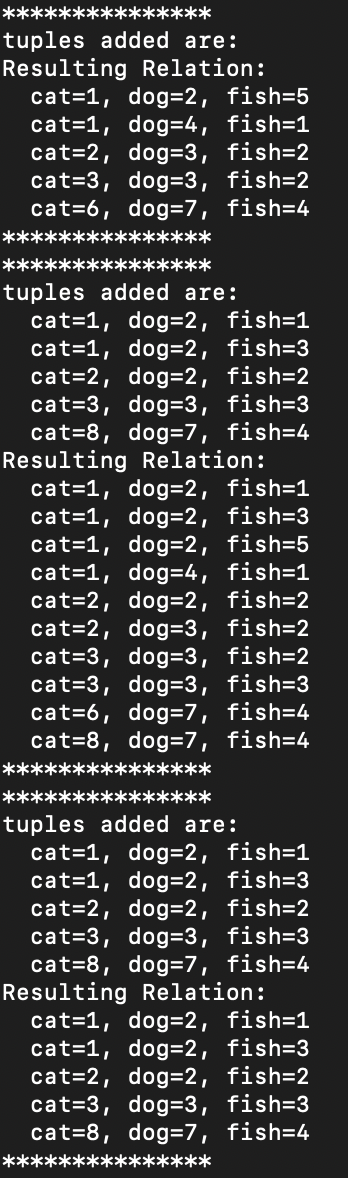 ***************
tuples added are:
Resulting Relation:
  cat=1, dog=2, fish=5
  cat=1, dog=4, fish=1
  cat=2, dog=3, fish=2
  cat=3, dog=3, fish=2
  cat=6, dog=7, fish=4
***************
***************
tuples added are:
  cat=1, dog=2, fish=1
  cat=1, dog=2, fish=3
  cat=2, dog=2, fish=2
  cat=3, dog=3, fish=3
  cat=8, dog=7, fish=4
Resulting Relation:
  cat=1, dog=2, fish=1
  cat=1, dog=2, fish=3
  cat=1, dog=2, fish=5
  cat=1, dog=4, fish=1
  cat=2, dog=2, fish=2
  cat=2, dog=3, fish=2
  cat=3, dog=3, fish=2
  cat=3, dog=3, fish=3
  cat=6, dog=7, fish=4
  cat=8, dog=7, fish=4
***************
***************
tuples added are:
  cat=1, dog=2, fish=1
  cat=1, dog=2, fish=3
  cat=2, dog=2, fish=2
  cat=3, dog=3, fish=3
  cat=8, dog=7, fish=4
Resulting Relation:
  cat=1, dog=2, fish=1
  cat=1, dog=2, fish=3
  cat=2, dog=2, fish=2
  cat=3, dog=3, fish=3
  cat=8, dog=7, fish=4
***************